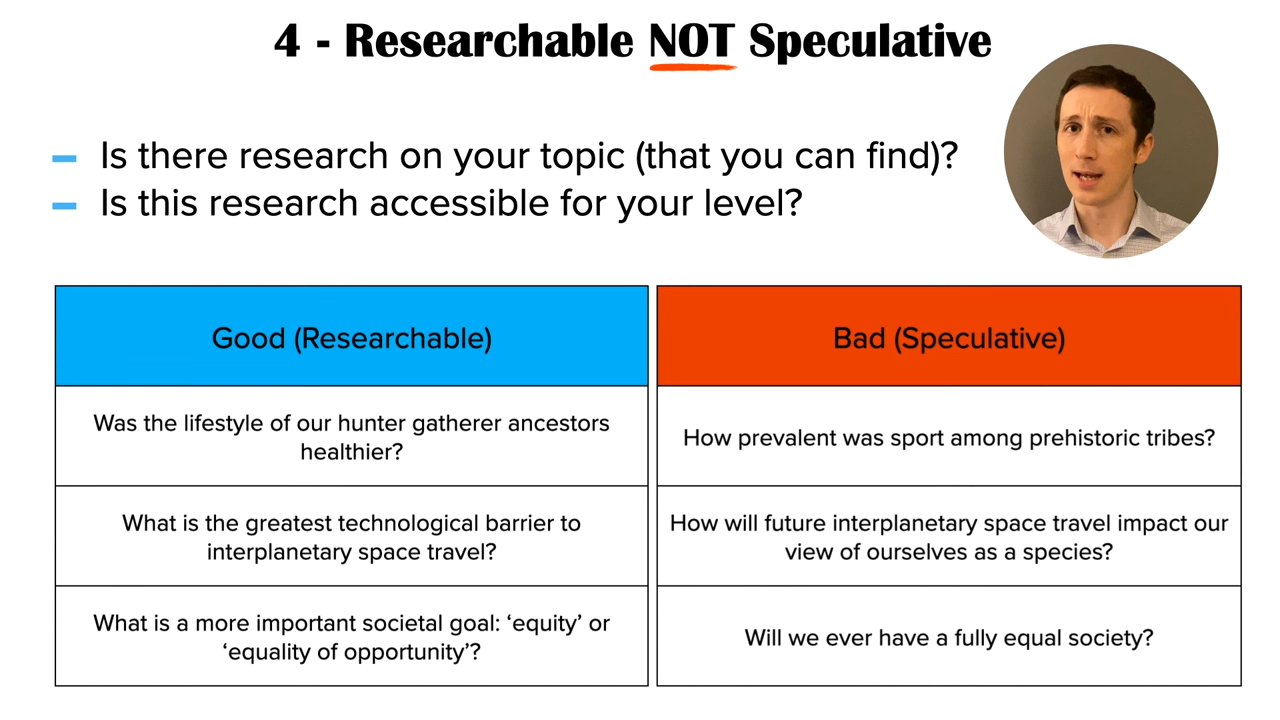 4 - Researchable NOT Speculative
Is there research on your topic (that you can find)?
Is this research accessible for your level?
Good (Researchable)
Bad (Speculative)
Was the lifestyle of our hunter gatherer ancestors
healthier?
How prevalent was sport among prehistoric tribes?
What is the greatest technological barrier to
interplanetary space travel?
How will future interplanetary space travel impact our
view of ourselves as a species?
What is a more important societal goal: ‘equity’ or
‘equality of opportunity’?
Will we ever have a fully equal society?